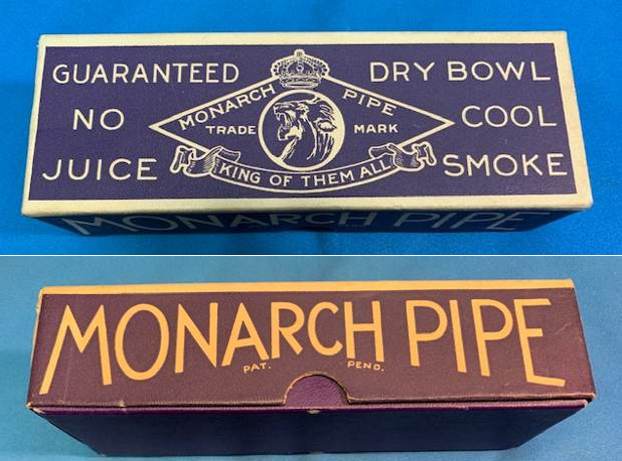 GUARANTEED DRY BOWL
MONARCH PIPE
NO COOL
TRADE MARK
JUICE SMOKE
KING OF THEM ALL
MONARCH PIPE
MONARCH PIPE
PAT. PEND.